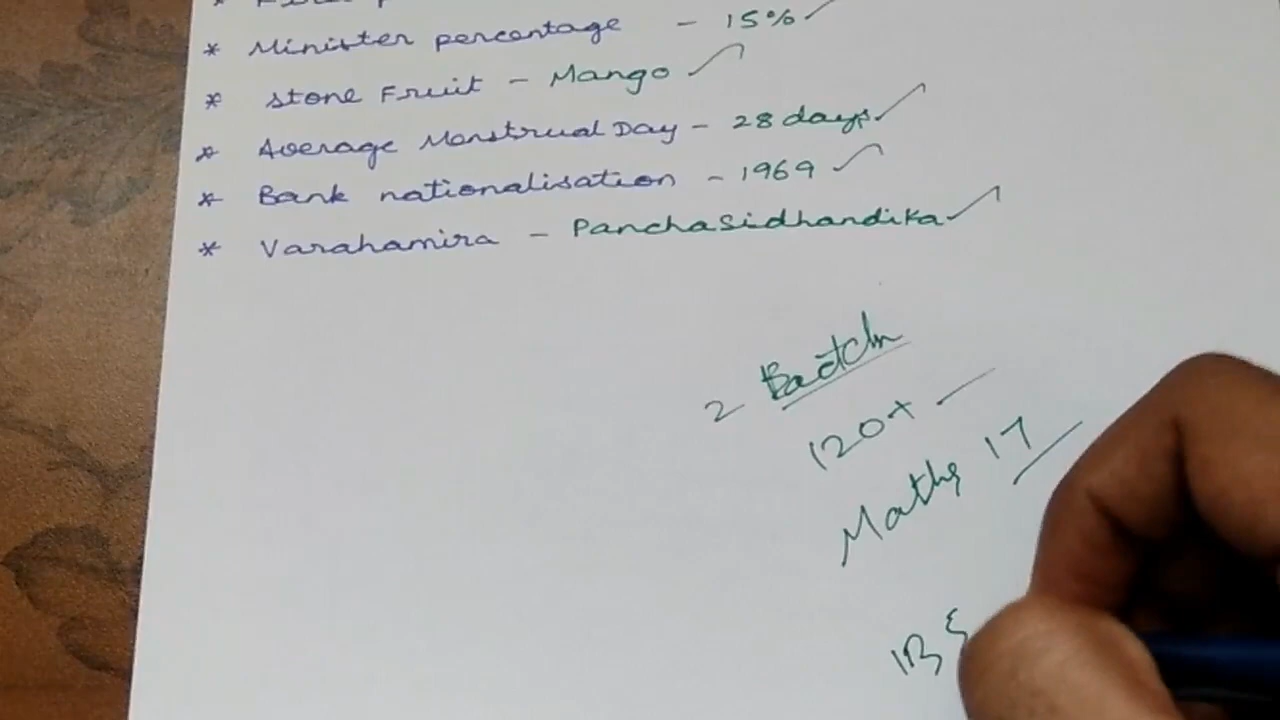 * Minister percentage - 15%
* Stone Fruit - Mango
* Average Menstrual Day - 28 days
* Bank nationalisation - 1969
* Varahamira - Panchasidhandika
2 Batch
120+ -
Maths 17